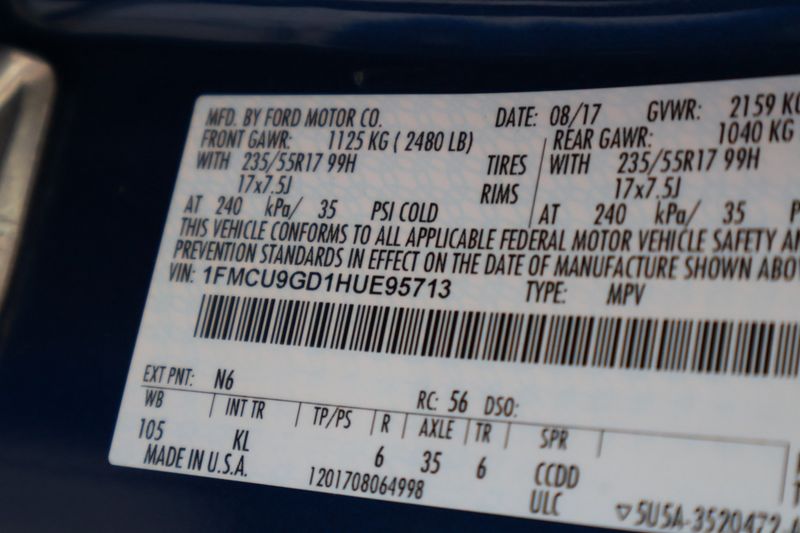 MFD. BY FORD MOTOR CO. DATE: 08/17 GVWR: 2159 KG
FRONT GAWR: 1125 KG ( 2480 LB) REAR GAWR: 1040 KG
WITH 235/55R17 99H TIRES WITH 235/55R17 99H
17x7.5J RIMS 17x7.5J
AT 240 kPa/ 35 PSI COLD AT 240 kPa/ 35
THIS VEHICLE CONFORMS TO ALL APPLICABLE FEDERAL MOTOR VEHICLE SAFETY
PREVENTION STANDARDS IN EFFECT ON THE DATE OF MANUFACTURE SHOWN
VIN: 1FMCU9GD1HUE95713 TYPE: MPV
EXT PNT: N6 RC: 56 DSO:
WB INT TR TP/PS R AXLE TR SPR
105 KL 6 35 6 CCDD
MADE IN U.S.A. 1201708064998 ULC 5U5A-3520472